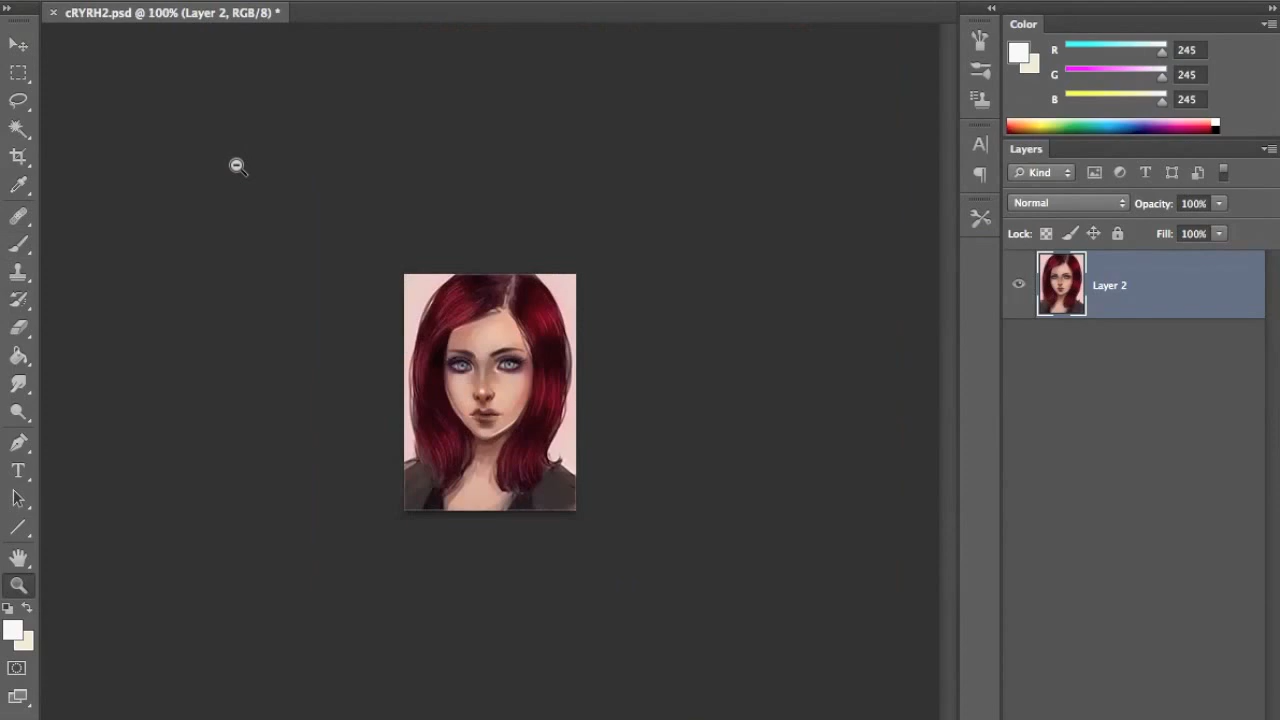 cRYRH2.psd @ 100% (Layer 2, RGB/8) *
Color
R 245
G 245
B 245
Layers
Kind
Normal Opacity: 100%
Lock: Fill: 100%
Layer 2